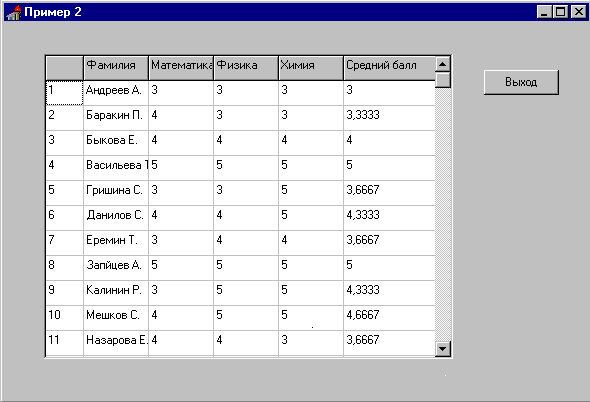 Пример 2
Фамилия Математика Физика Химия Средний балл
Выход
1 Андреев А. 3 3 3 3
2 Баракин П. 4 3 3 3,3333
3 Быкова Е. 4 4 4 4
4 Васильева Т 5 5 5 5
5 Гришина С. 3 3 5 3,6667
6 Данилов С. 4 4 5 4,3333
7 Еремин Т. 3 4 4 3,6667
8 Запйцев А. 5 5 5 5
9 Калинин Р. 3 5 5 4,3333
10 Мешков С. 4 5 5 4,6667
11 Назарова Е. 4 4 3 3,6667